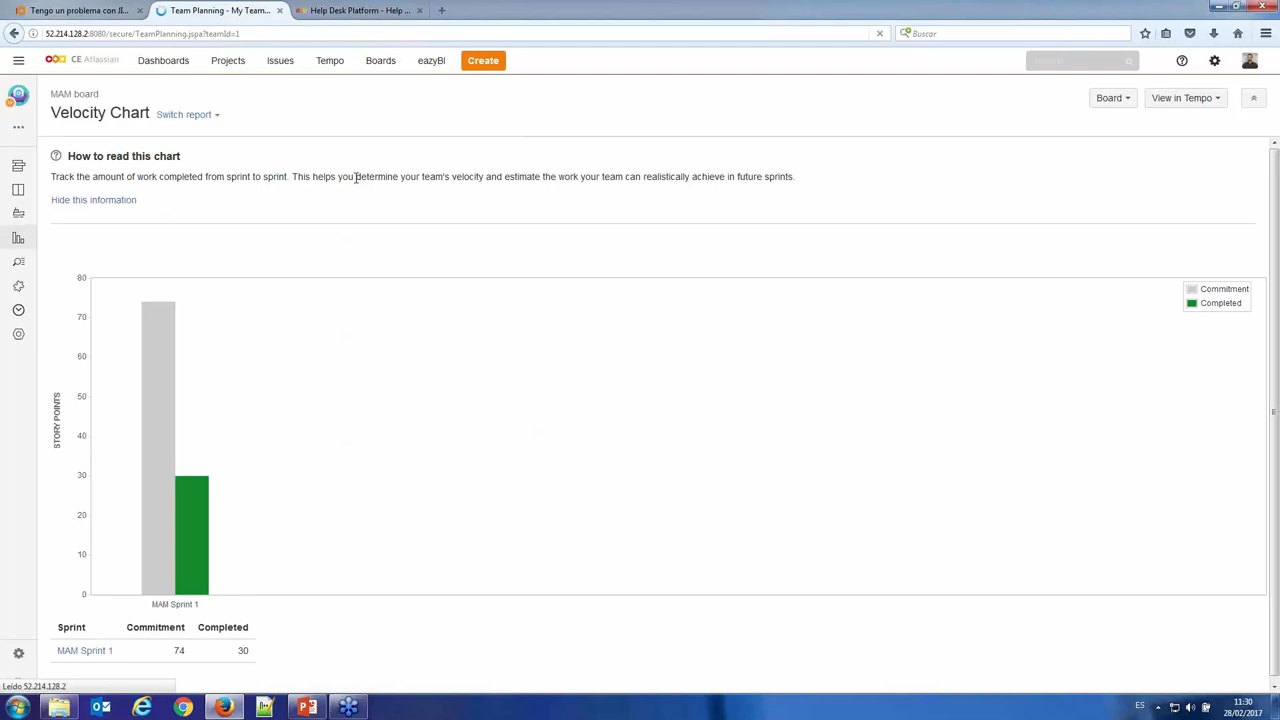 Tengo un problema con JI...
Team Planning - My Team...
Help Desk Platform - Help ...
52.214.128.2:8080/secure/TeamPlanning.jspa?teamId=1
Buscar
CE Atlassian
Dashboards
Projects
Issues
Tempo
Boards
eazyBI
Create
MAM board
Velocity Chart
Switch report
Board
View in Tempo
How to read this chart
Track the amount of work completed from sprint to sprint. This helps you determine your team's velocity and estimate the work your team can realistically achieve in future sprints.
Hide this information
80
70
60
50
40
30
20
10
0
STORY POINTS
Commitment
Completed
MAM Sprint 1
Sprint Commitment Completed
MAM Sprint 1 74 30
Leído 52.214.128.2
ES
11:30
28/02/2017